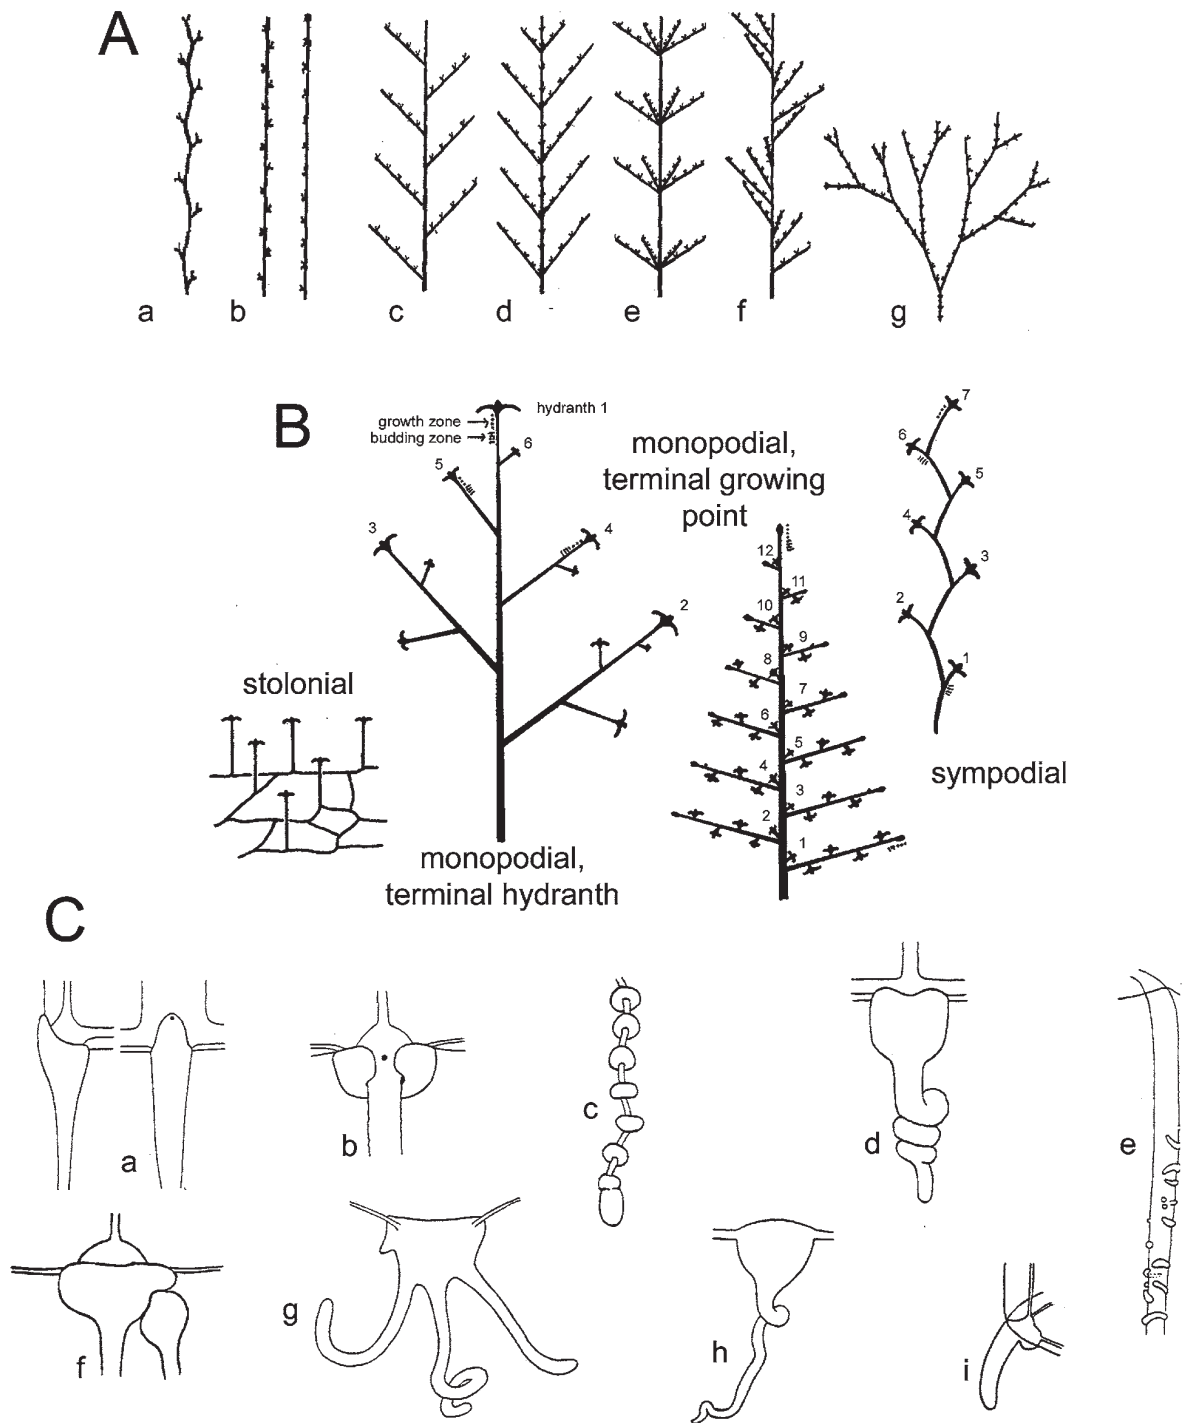 A
a b c d e f g
B
growth zone
budding zone
hydranth 1
6
5
3
4
2
monopodial,
terminal growing
point
12
11
10
9
8
7
6
5
4
3
2
1
7
6
5
4
3
2
1
sympodial
stolonial
monopodial,
terminal hydranth
C
a
b
c
d
e
f
g
h
i